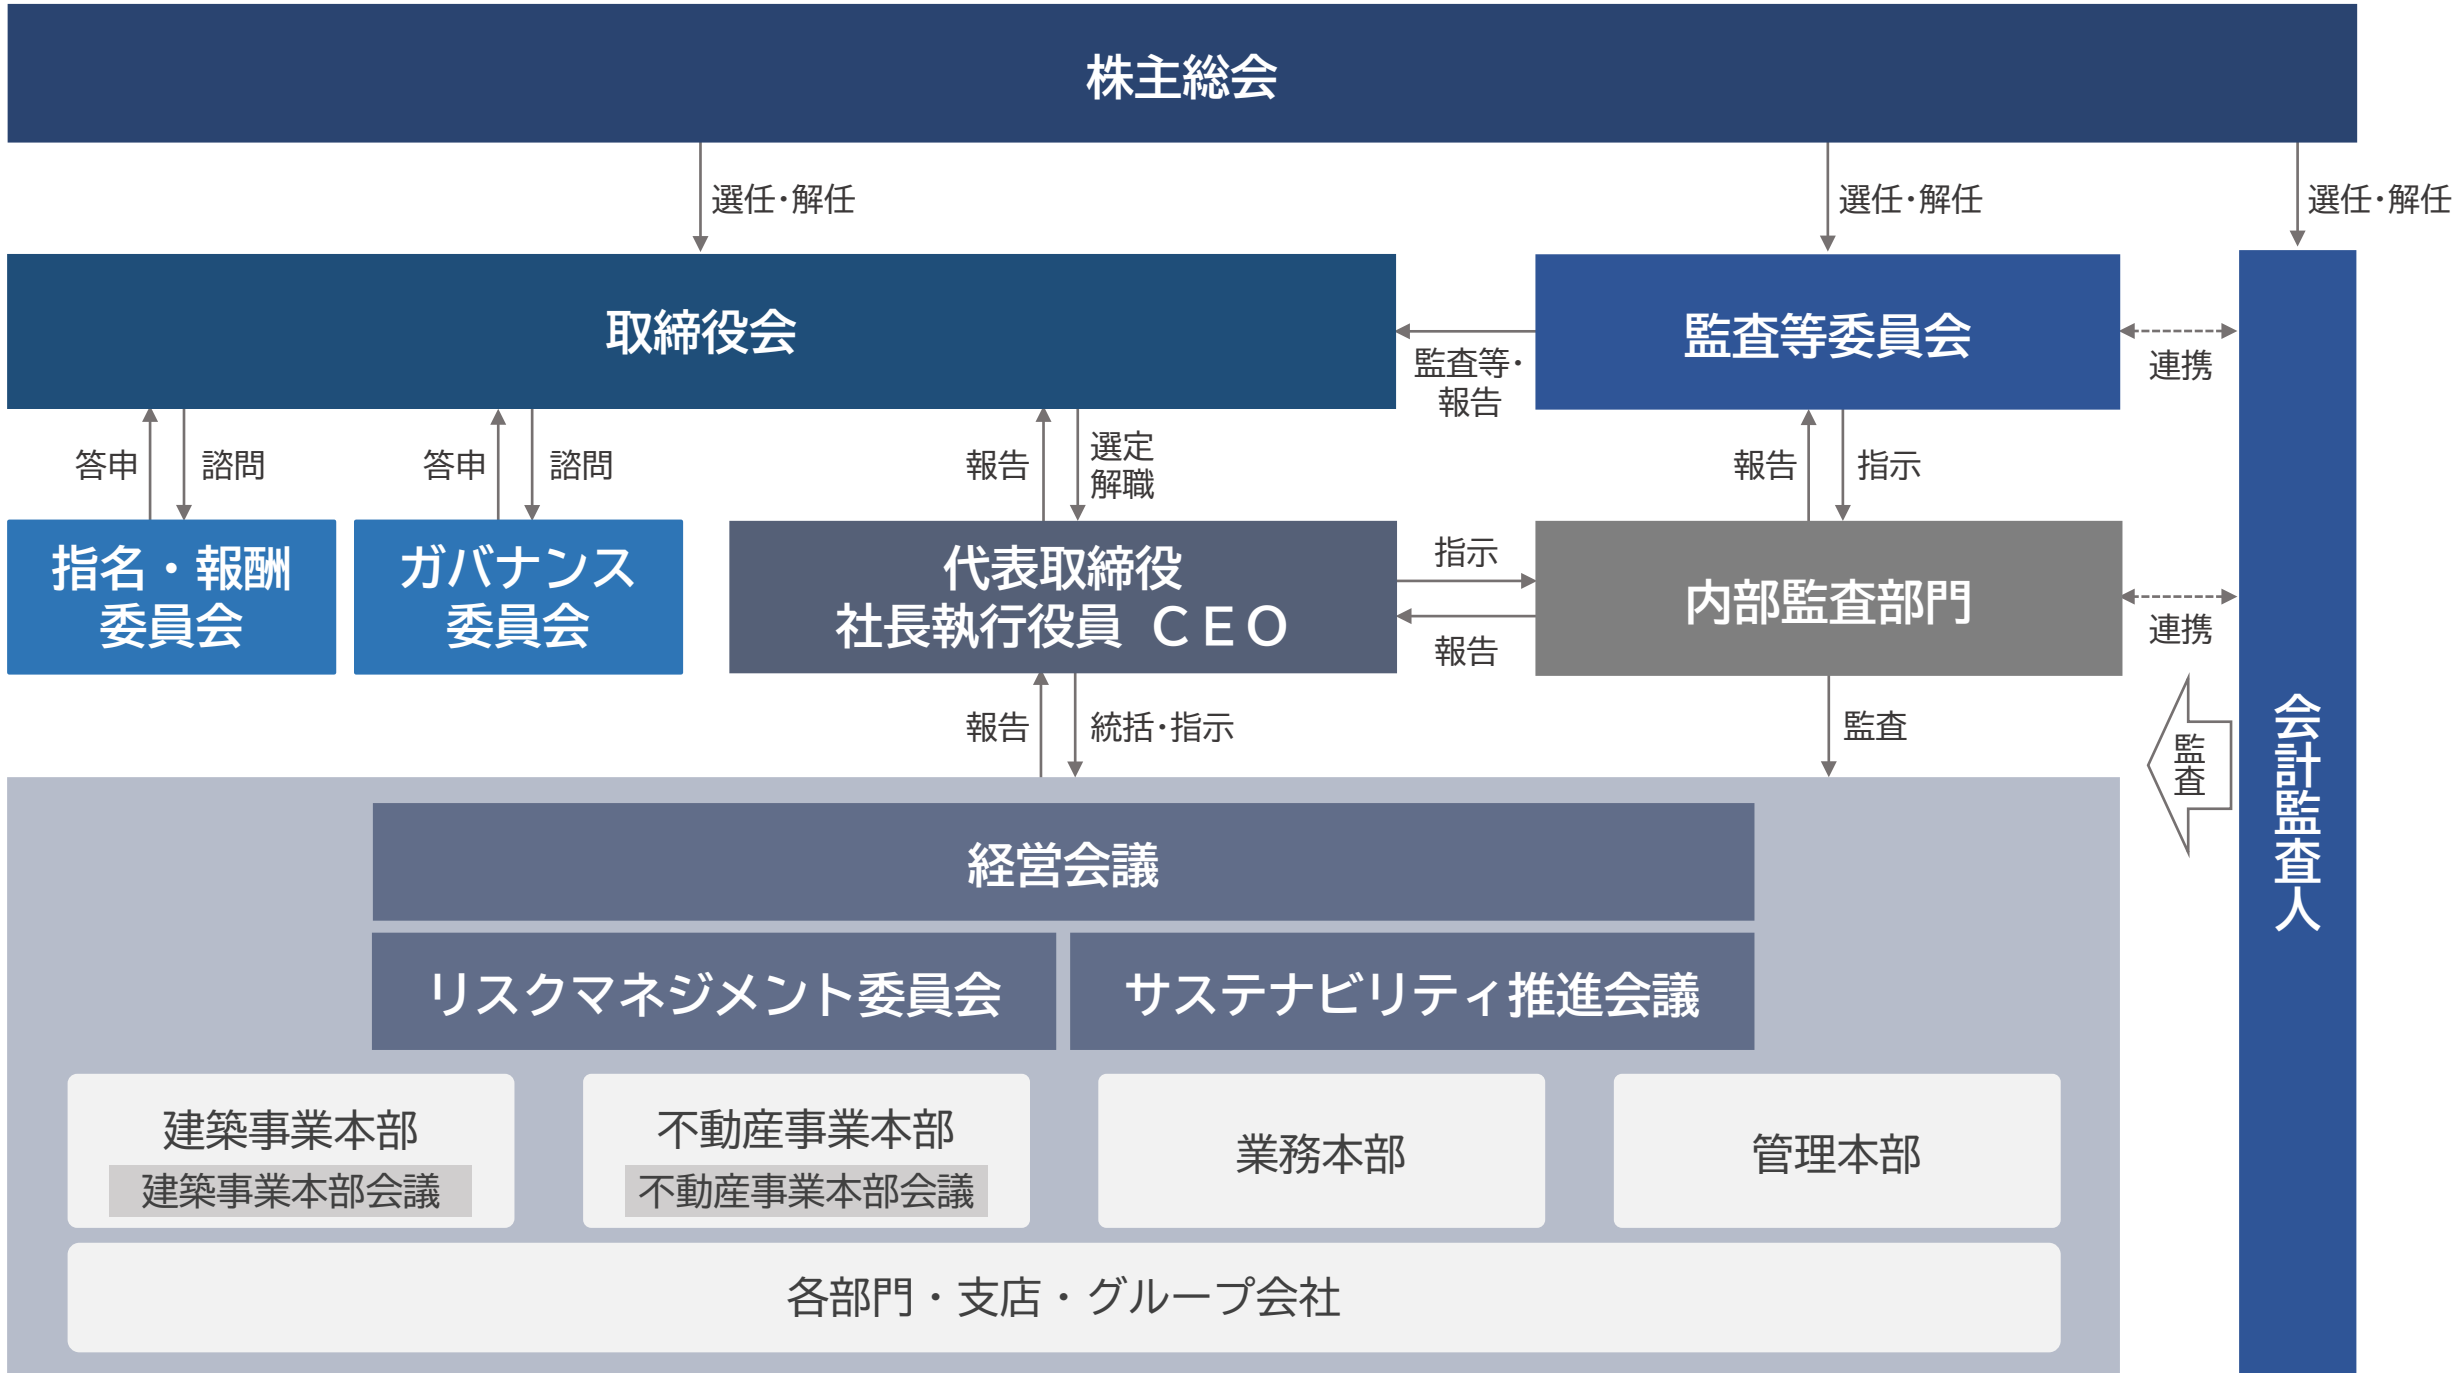 株主総会
選任･解任
選任･解任
選任･解任
取締役会
監査等委員会
監査等･
報告
連携
答申
諮問
答申
諮問
報告
選定
解職
報告
指示
指名・報酬
委員会
ガバナンス
委員会
代表取締役
社長執行役員 ＣＥＯ
指示
報告
内部監査部門
連携
報告
統括･指示
監査
監査
会計監査人
経営会議
リスクマネジメント委員会
サステナビリティ推進会議
建築事業本部
建築事業本部会議
不動産事業本部
不動産事業本部会議
業務本部
管理本部
各部門・支店・グループ会社